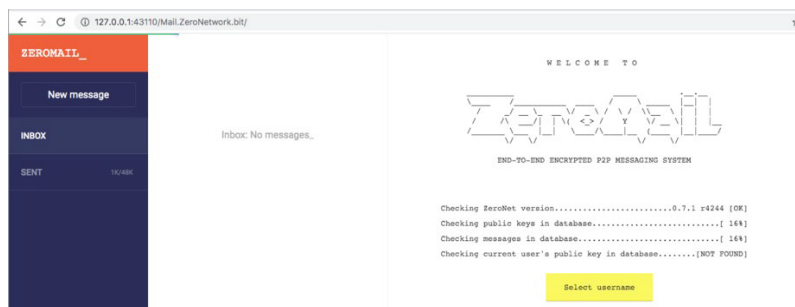 127.0.0.1:43110/Mail.ZeroNetwork.bit/
ZEROMAIL_
New message
INBOX
SENT 1K/48K
Inbox: No messages_
WELCOME TO
ZeroMail
END-TO-END ENCRYPTED P2P MESSAGING SYSTEM
Checking ZeroNet version.........................0.7.1 r4244 [OK]
Checking public keys in database...........................[ 16%]
Checking messages in database..............................[ 16%]
Checking current user's public key in database........[NOT FOUND]
Select username